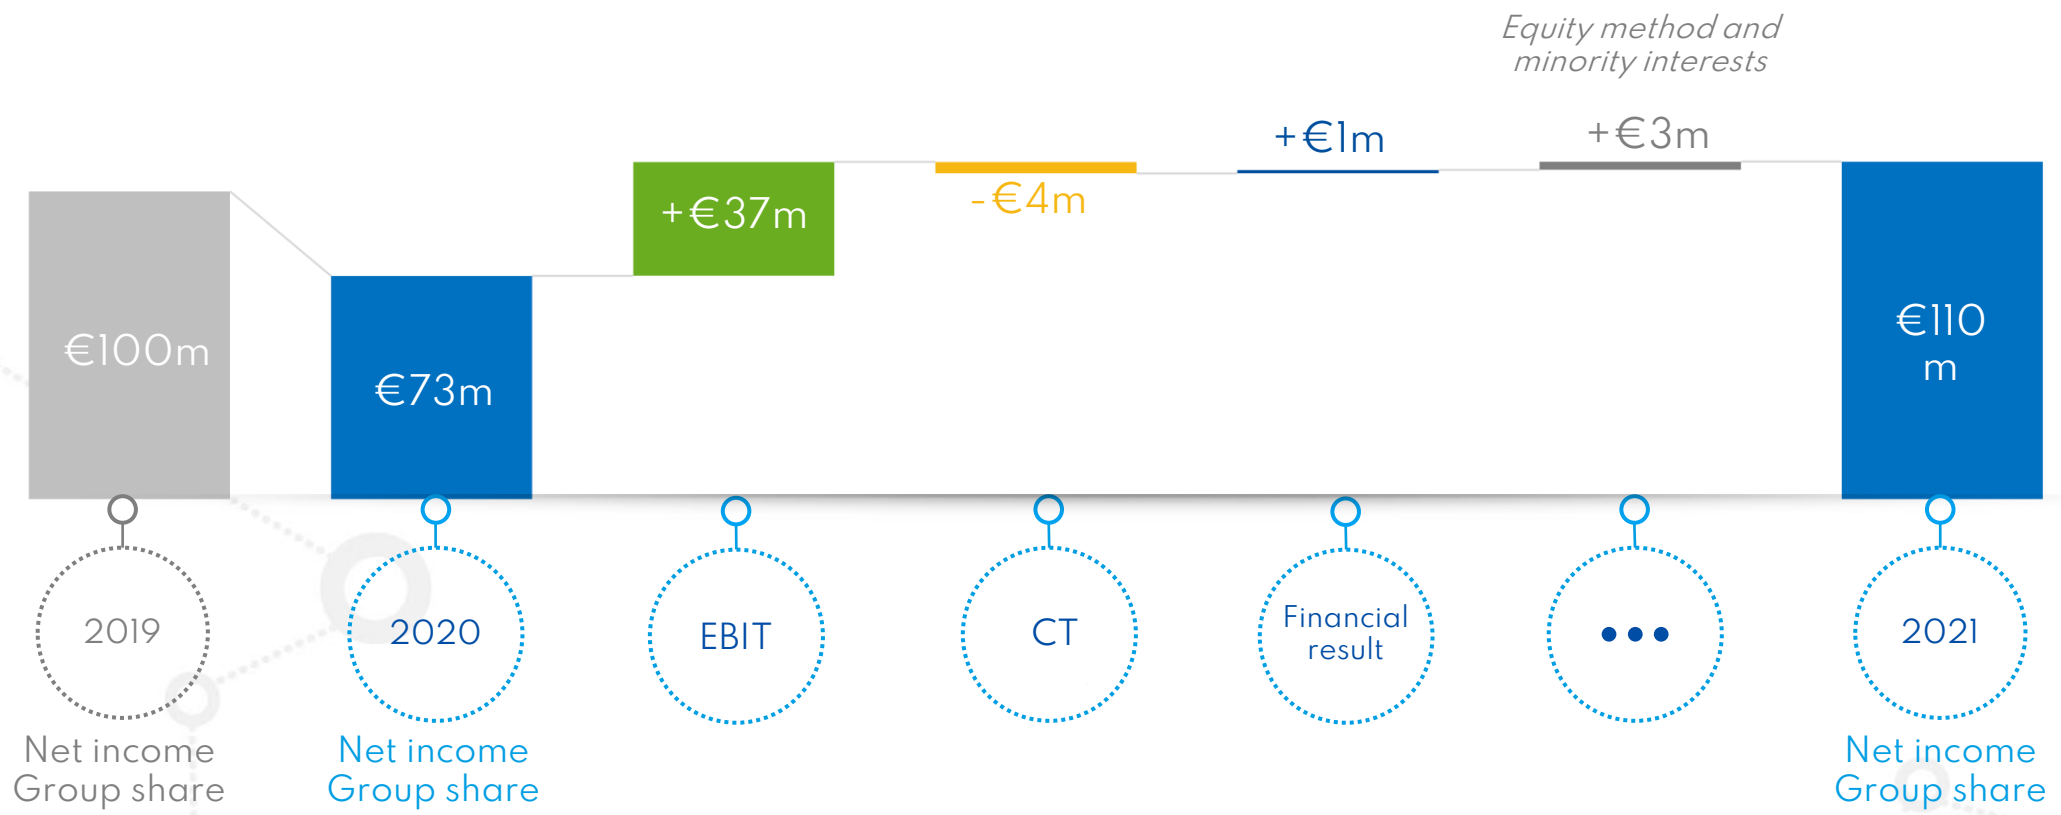 Equity method and
minority interests
+€1m
+€3m
€100m
€73m
+€37m
-€4m
€110
m
2019
2020
EBIT
CT
Financial
result
•••
2021
Net income
Group share
Net income
Group share
Net income
Group share